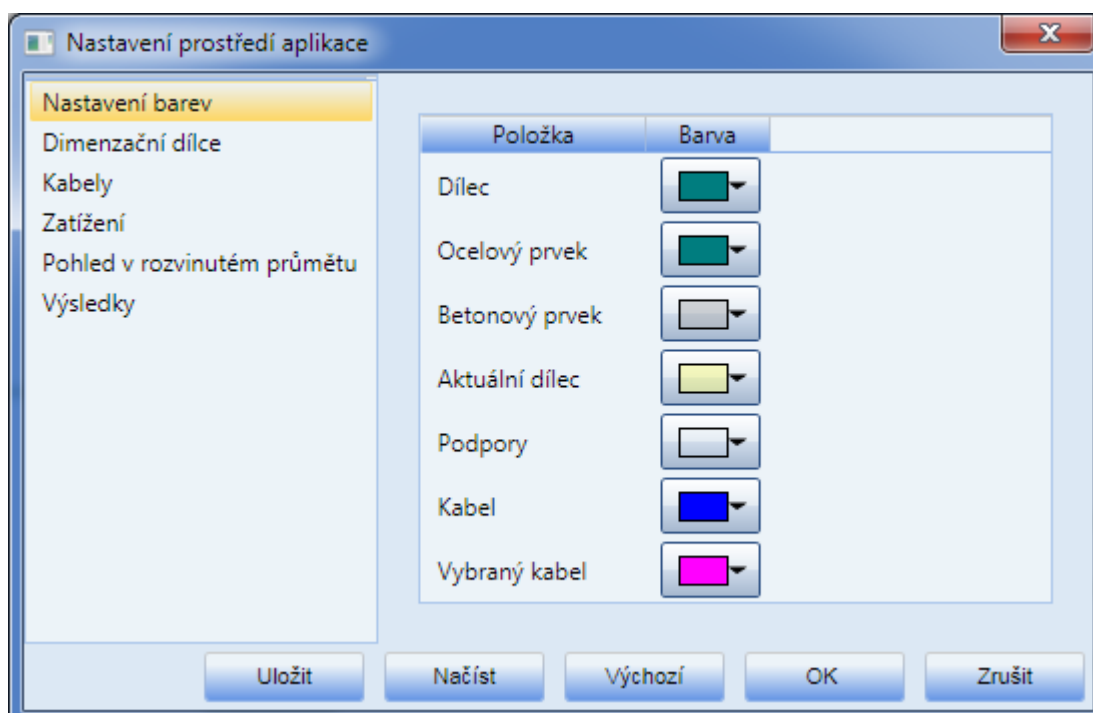 Nastavení prostředí aplikace
Nastavení barev
Dimenzační dílce
Kabely
Zatížení
Pohled v rozvinutém průmětu
Výsledky
Položka Barva
Dílec
Ocelový prvek
Betonový prvek
Aktuální dílec
Podpory
Kabel
Vybraný kabel
Uložit Načíst Výchozí OK Zrušit